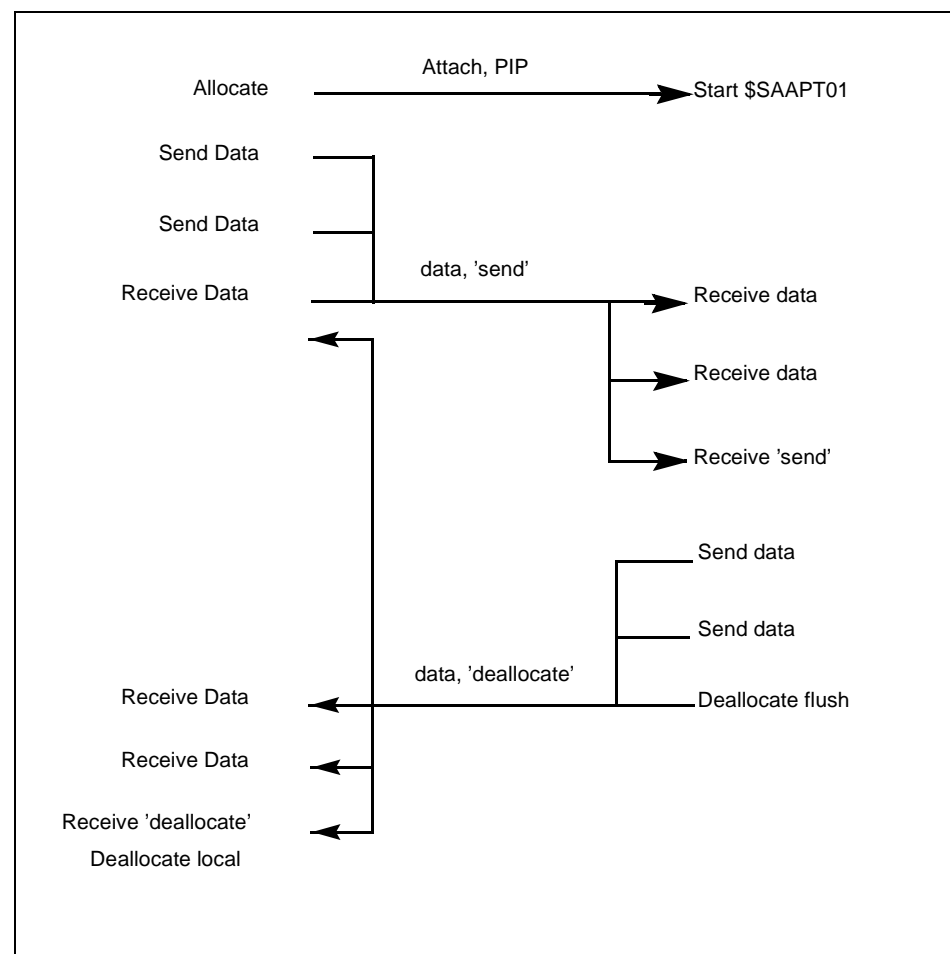 Attach, PIP
Allocate
Start $SAAPT01
Send Data
Send Data
data, ’send’
Receive Data
Receive data
Receive data
Receive ’send’
Send data
Send data
data, ’deallocate’
Receive Data
Deallocate flush
Receive Data
Receive ’deallocate’
Deallocate local